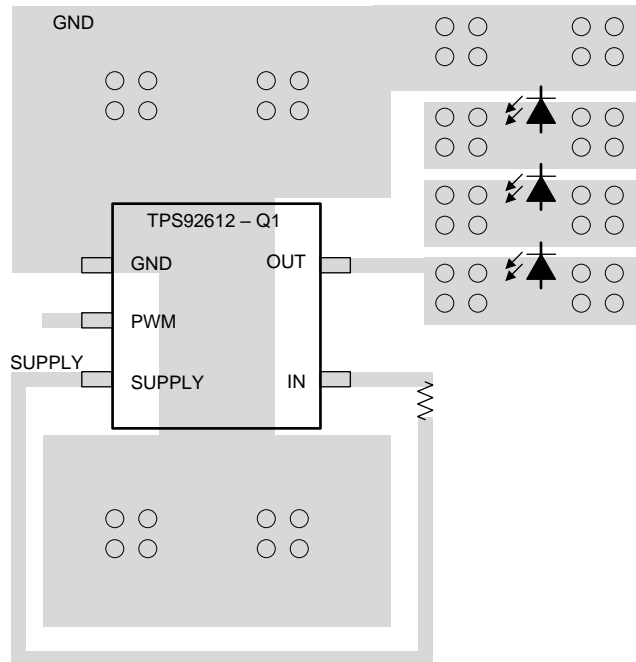 GND
TPS92612 – Q1
GND
OUT
PWM
SUPPLY
SUPPLY
IN